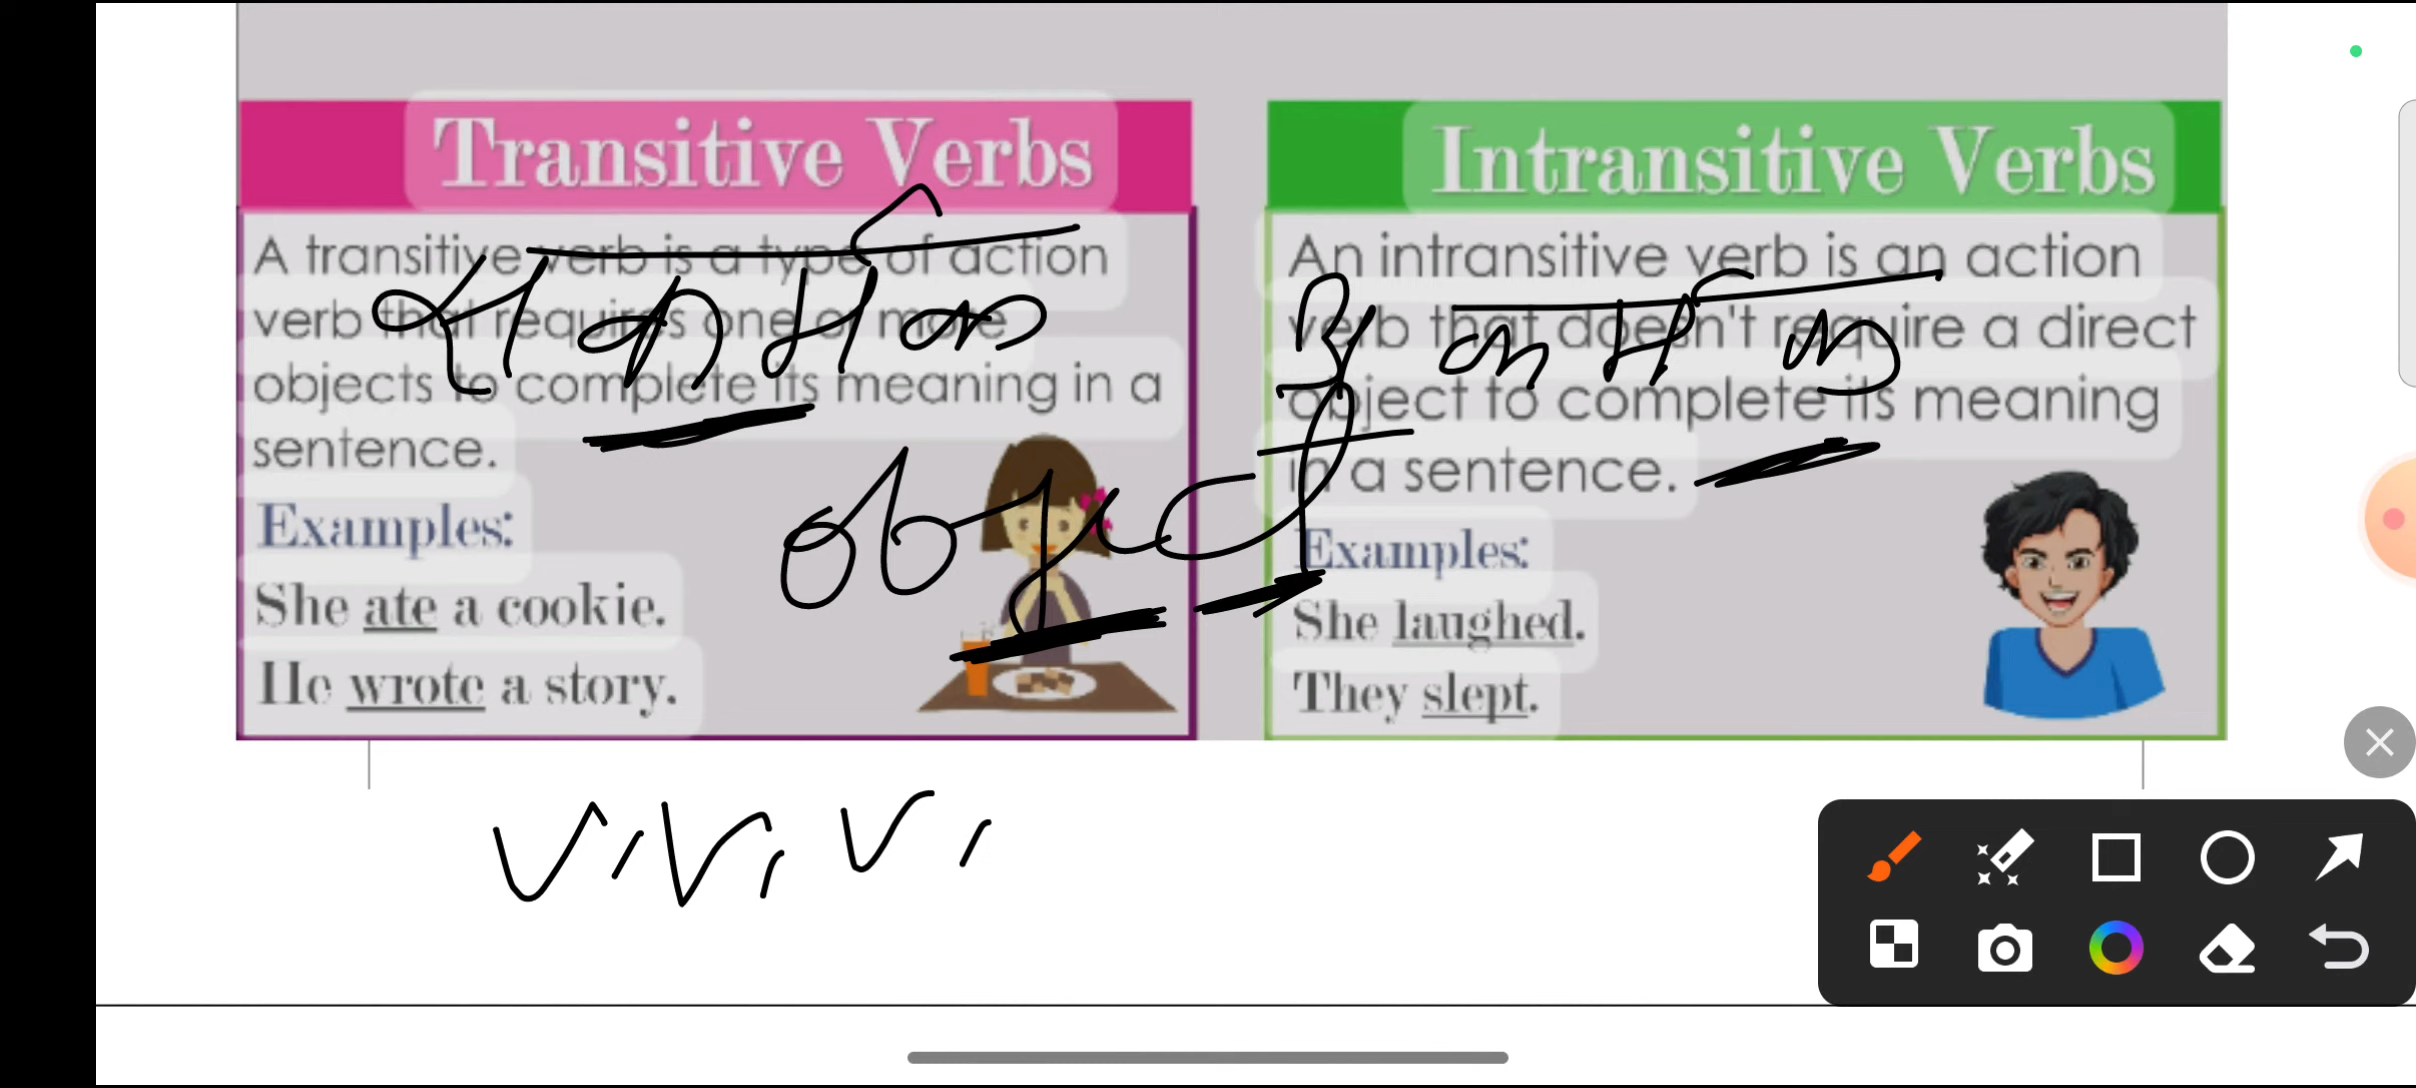 Transitive Verbs
A transitive verb is a type of action
verb that requires one or more
objects to complete its meaning in a
sentence.
Examples:
She ate a cookie.
He wrote a story.
Intransitive Verbs
An intransitive verb is an action
verb that doesn't require a direct
object to complete its meaning
in a sentence.
Examples:
She laughed.
They slept.
object